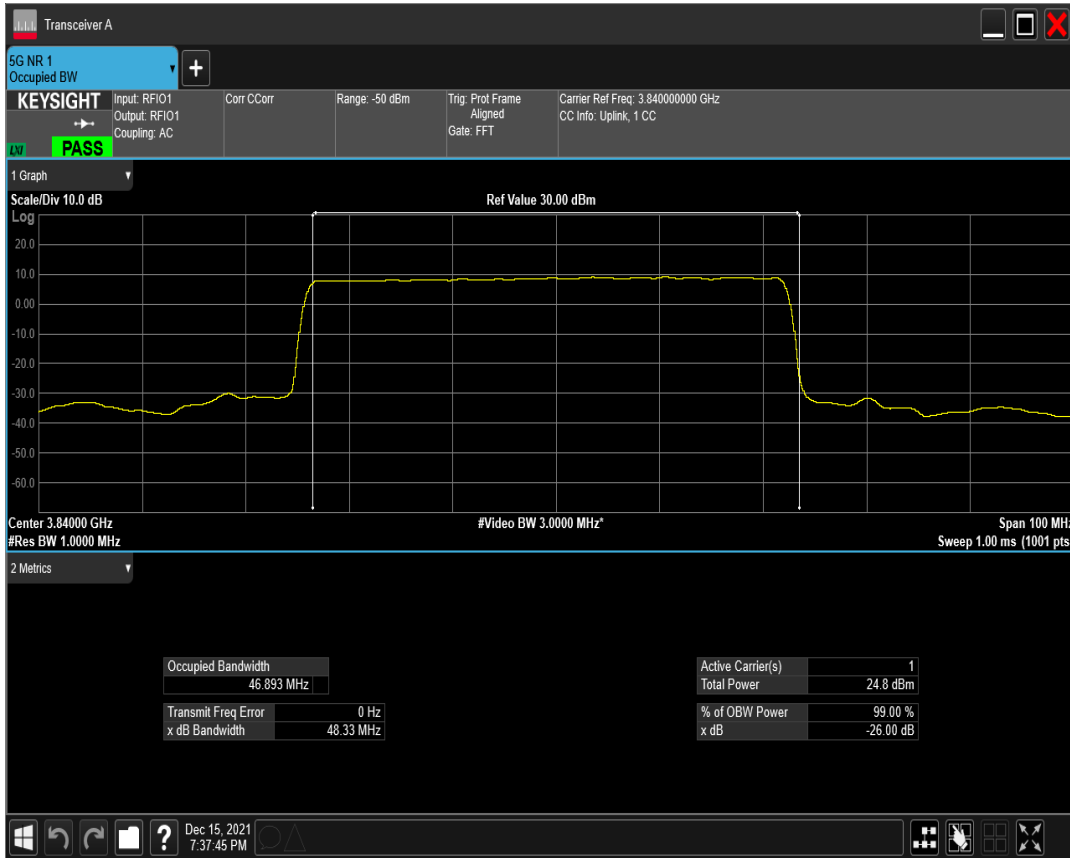 Transceiver A
5G NR 1
Occupied BW
+
KEYSIGHT
Input: RFIO1
Output: RFIO1
Coupling: AC
Corr CCorr
Range: -50 dBm
Trig: Prot Frame
Aligned
Gate: FFT
Carrier Ref Freq: 3.840000000 GHz
CC Info: Uplink, 1 CC
LXI
PASS
1 Graph
Scale/Div 10.0 dB
Ref Value 30.00 dBm
Log
20.0
10.0
0.00
-10.0
-20.0
-30.0
-40.0
-50.0
-60.0
Center 3.84000 GHz
#Video BW 3.0000 MHz*
Span 100 MHz
#Res BW 1.0000 MHz
Sweep 1.00 ms (1001 pts
2 Metrics
Occupied Bandwidth
46.893 MHz
Transmit Freq Error 0 Hz
x dB Bandwidth 48.33 MHz
Active Carrier(s) 1
Total Power 24.8 dBm
% of OBW Power 99.00 %
x dB -26.00 dB
?
Dec 15, 2021
7:37:45 PM